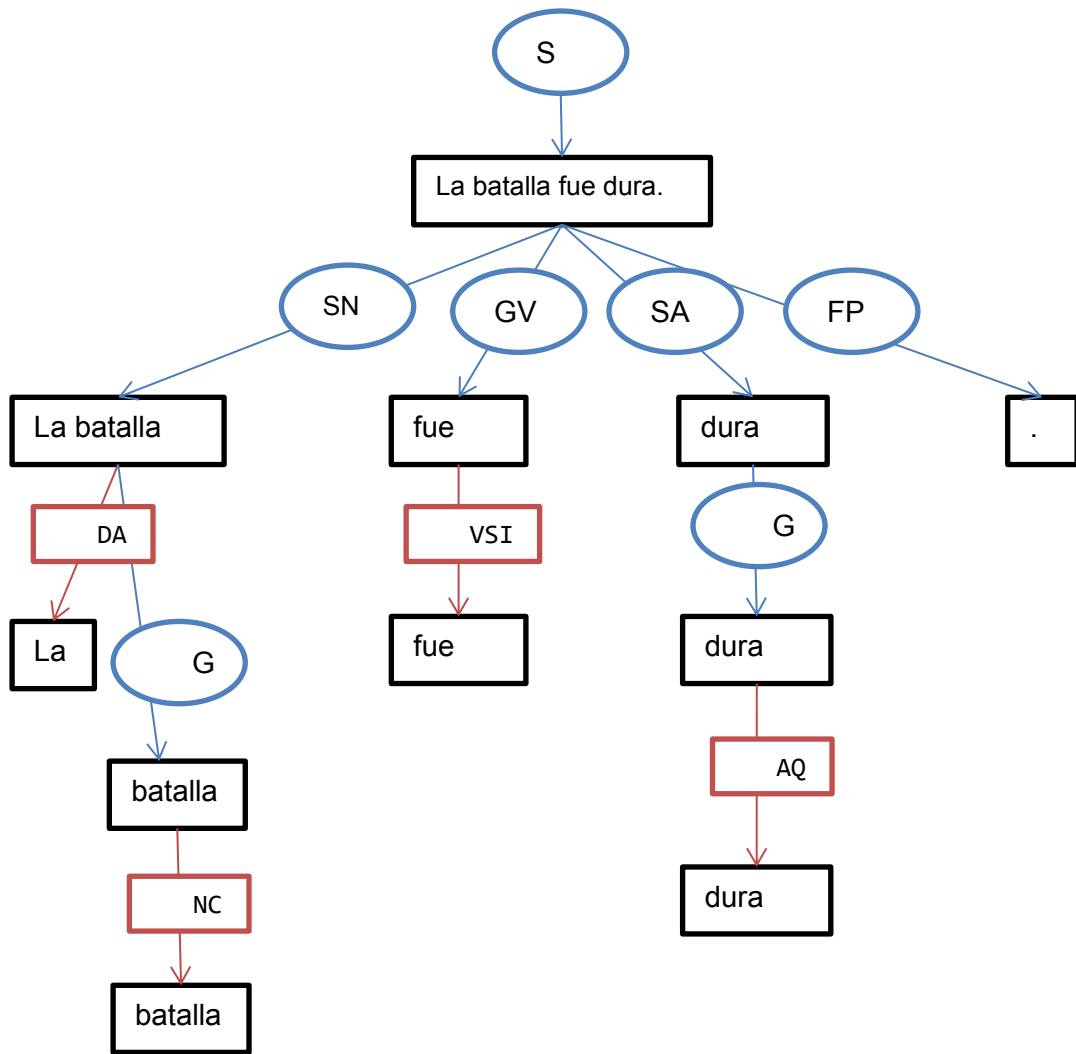 S
La batalla fue dura.
SN
GV
SA
FP
La batalla
fue
dura
.
DA
VSI
G
La
G
fue
dura
batalla
AQ
NC
dura
batalla